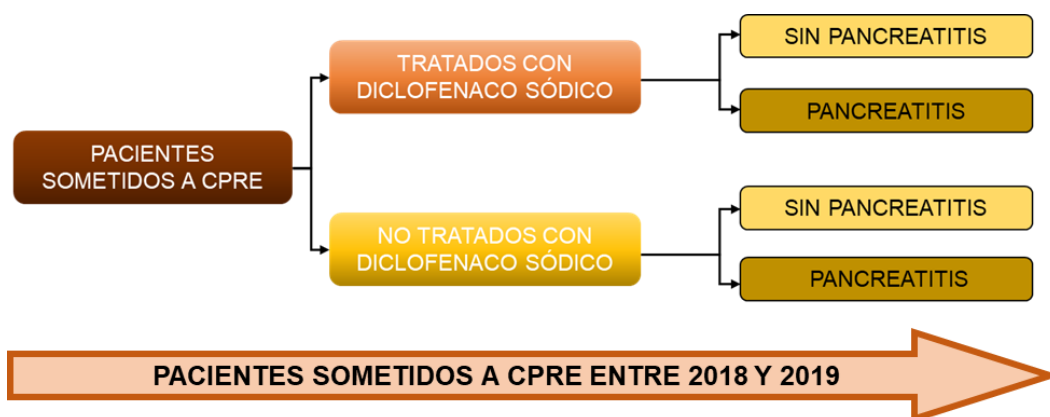 PACIENTES
SOMETIDOS A CPRE
TRATADOS CON
DICLOFENACO SÓDICO
SIN PANCREATITIS
PANCREATITIS
NO TRATADOS CON
DICLOFENACO SÓDICO
SIN PANCREATITIS
PANCREATITIS
PACIENTES SOMETIDOS A CPRE ENTRE 2018 Y 2019